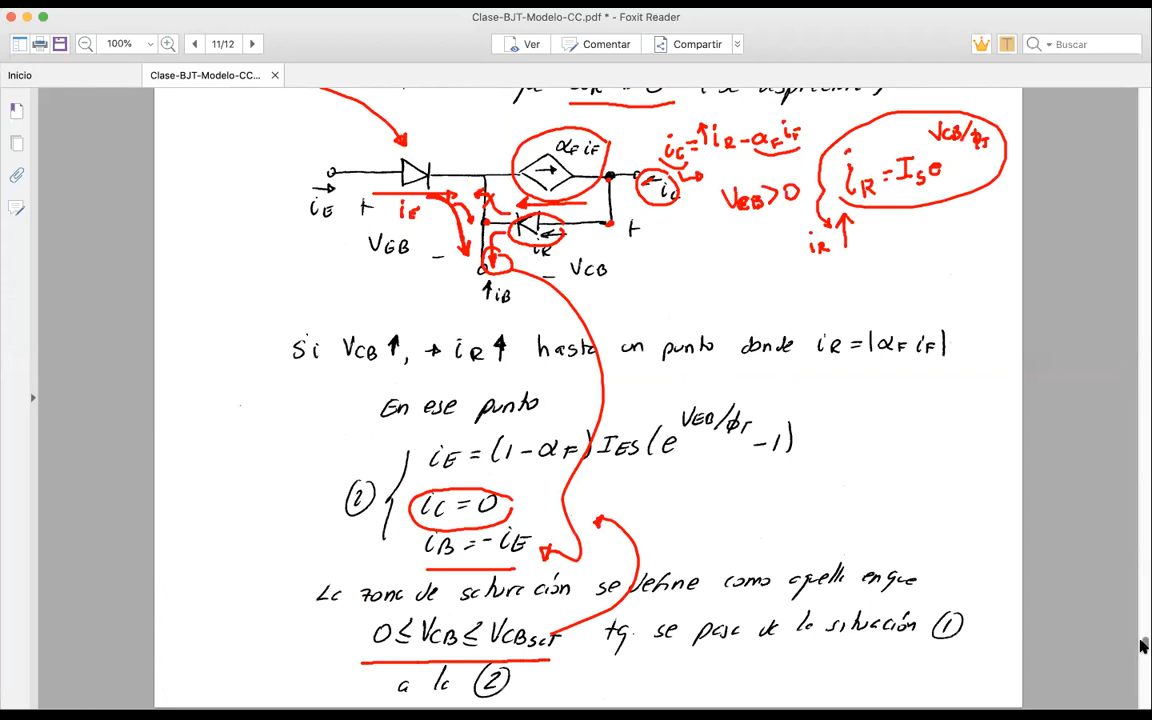 Clase-BJT-Modelo-CC.pdf * - Foxit Reader
100%
11/12
Ver
Comentar
Compartir
Buscar
Inicio
Clase-BJT-Modelo-CC...
αF iF
iC = ↑iR - αF iF
VCB/ϕT
iR = IS e
VCB > 0
iC
iE
+
iE
iR
+
iR ↑
VEB
-
- VCB
↑iB
Si VCB ↑, → iR ↑ hasta un punto donde iR = |αF iF|
En ese punto
iE = (1 - αF) IES (e^VEB/ϕT - 1)
②
iC = 0
iB = - iE
La zona de saturación se define como aquella en que
0 ≤ VCB ≤ VCBsat tq. se pasa de la situación ①
a la ②